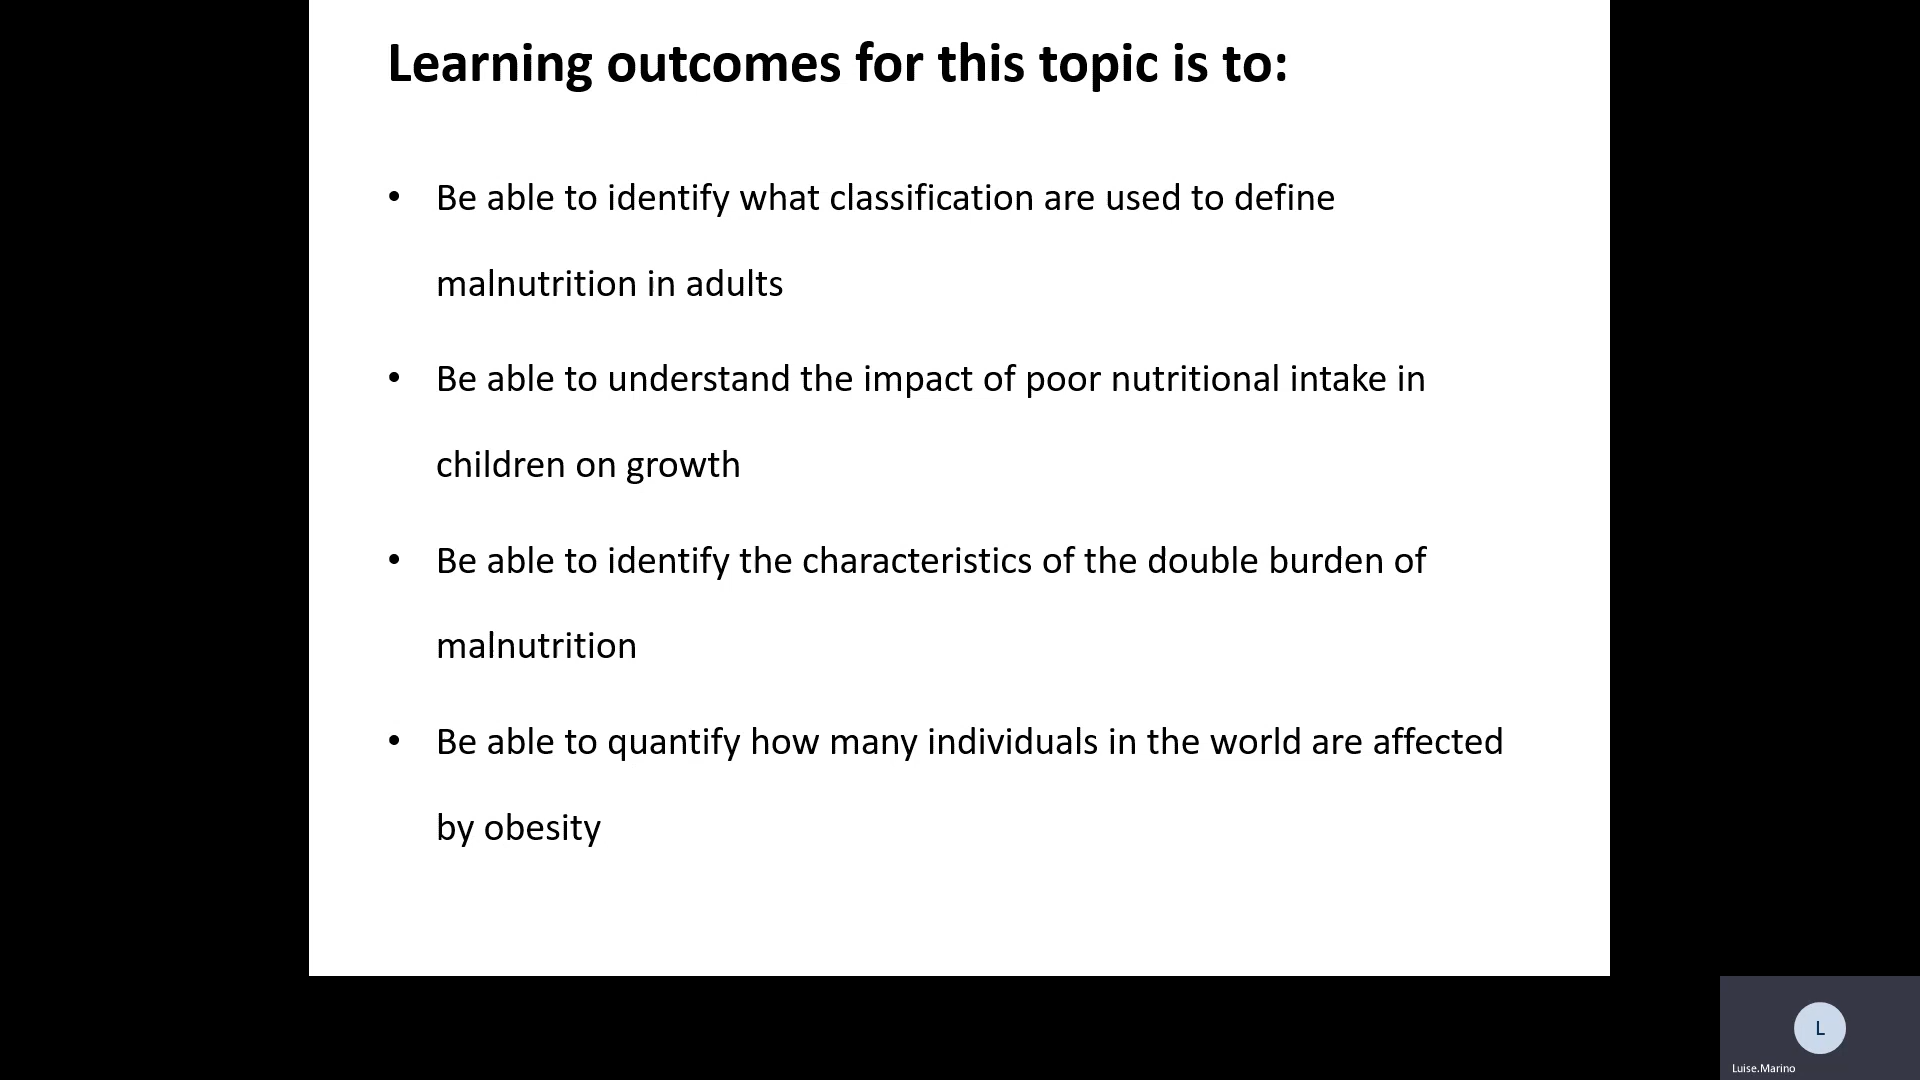 Learning outcomes for this topic is to:
• Be able to identify what classification are used to define
malnutrition in adults
• Be able to understand the impact of poor nutritional intake in
children on growth
• Be able to identify the characteristics of the double burden of
malnutrition
• Be able to quantify how many individuals in the world are affected
by obesity
L
Luise.Marino